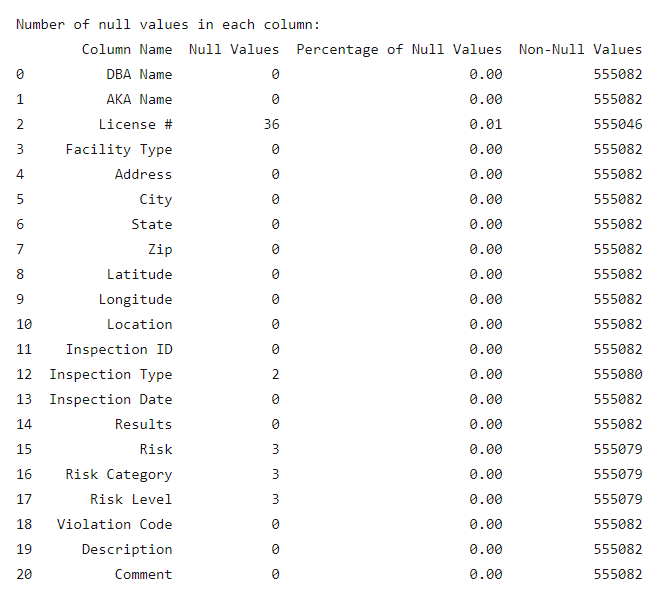 Number of null values in each column:
Column Name Null Values Percentage of Null Values Non-Null Values
0 DBA Name 0 0.00 555082
1 AKA Name 0 0.00 555082
2 License # 36 0.01 555046
3 Facility Type 0 0.00 555082
4 Address 0 0.00 555082
5 City 0 0.00 555082
6 State 0 0.00 555082
7 Zip 0 0.00 555082
8 Latitude 0 0.00 555082
9 Longitude 0 0.00 555082
10 Location 0 0.00 555082
11 Inspection ID 0 0.00 555082
12 Inspection Type 2 0.00 555080
13 Inspection Date 0 0.00 555082
14 Results 0 0.00 555082
15 Risk 3 0.00 555079
16 Risk Category 3 0.00 555079
17 Risk Level 3 0.00 555079
18 Violation Code 0 0.00 555082
19 Description 0 0.00 555082
20 Comment 0 0.00 555082